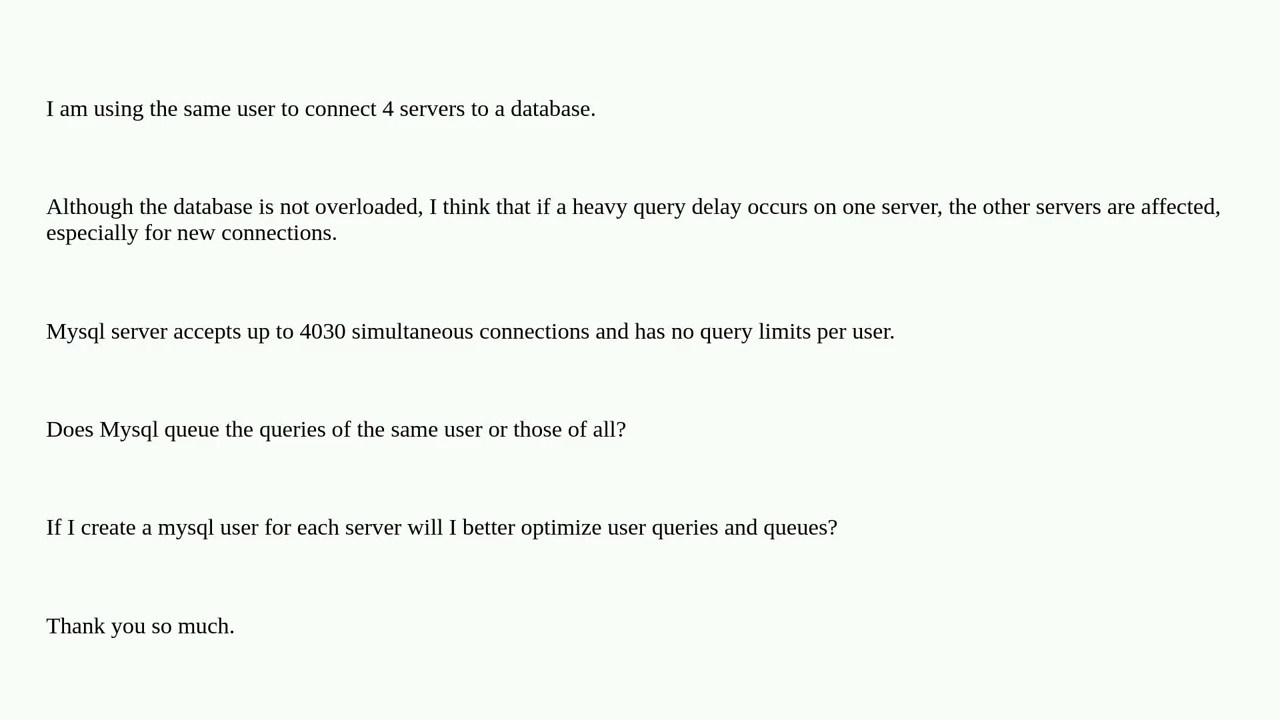 I am using the same user to connect 4 servers to a database.
Although the database is not overloaded, I think that if a heavy query delay occurs on one server, the other servers are affected,
especially for new connections.
Mysql server accepts up to 4030 simultaneous connections and has no query limits per user.
Does Mysql queue the queries of the same user or those of all?
If I create a mysql user for each server will I better optimize user queries and queues?
Thank you so much.